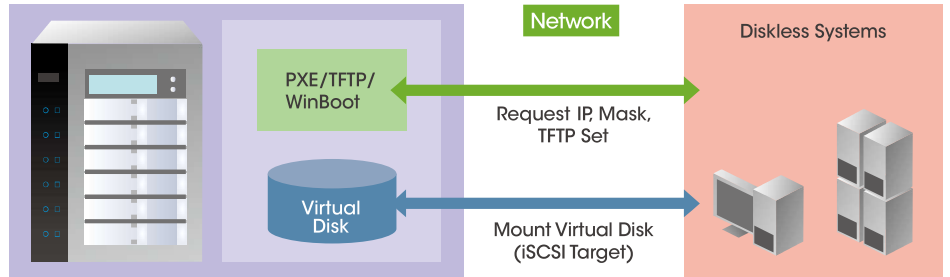 Network
Diskless Systems
PXE/TFTP/
WinBoot
Request IP, Mask,
TFTP Set
Virtual
Disk
Mount Virtual Disk
(iSCSI Target)